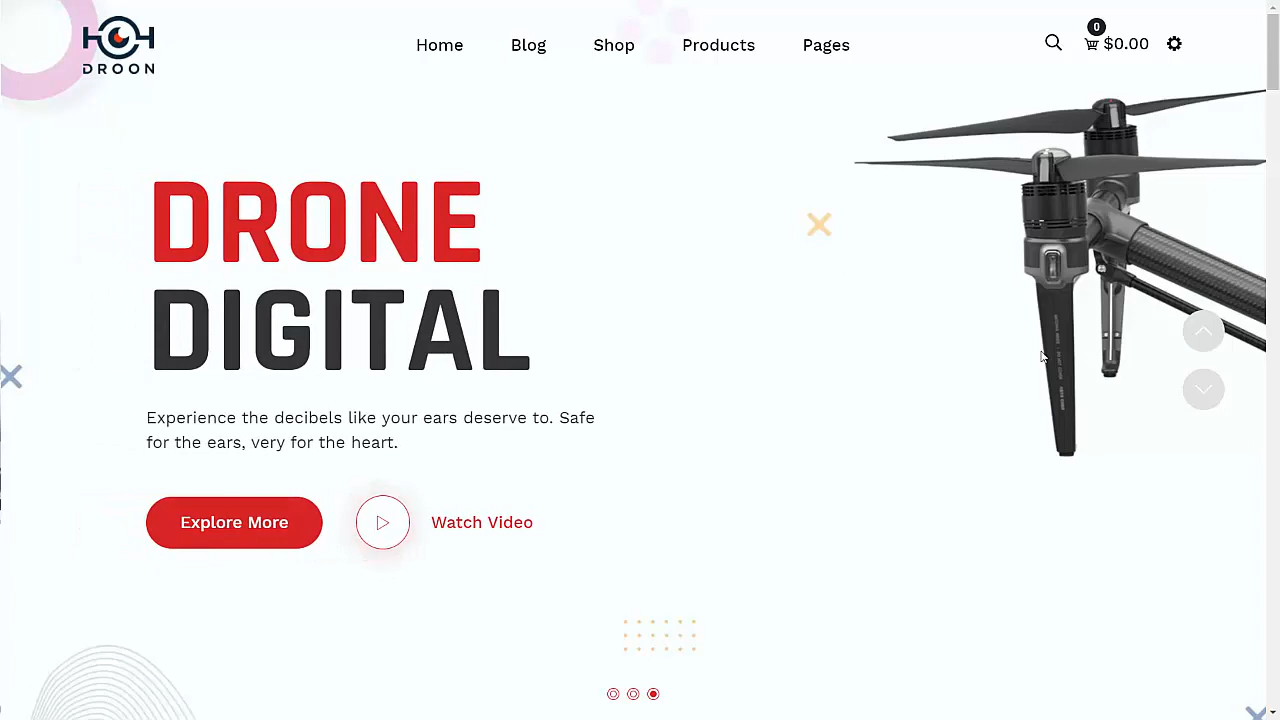 DROON
Home
Blog
Shop
Products
Pages
0
$0.00
DRONE
DIGITAL
Experience the decibels like your ears deserve to. Safe
for the ears, very for the heart.
Explore More
Watch Video